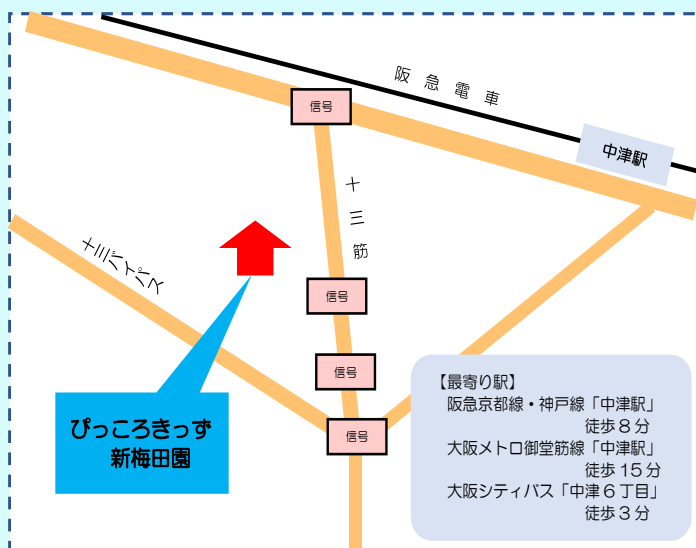 阪急電車
信号
中津駅
十三筋
十三バイパス
信号
信号
信号
ぴっころきっず
新梅田園
【最寄り駅】
阪急京都線・神戸線「中津駅」
徒歩8分
大阪メトロ御堂筋線「中津駅」
徒歩15分
大阪シティバス「中津6丁目」
徒歩3分